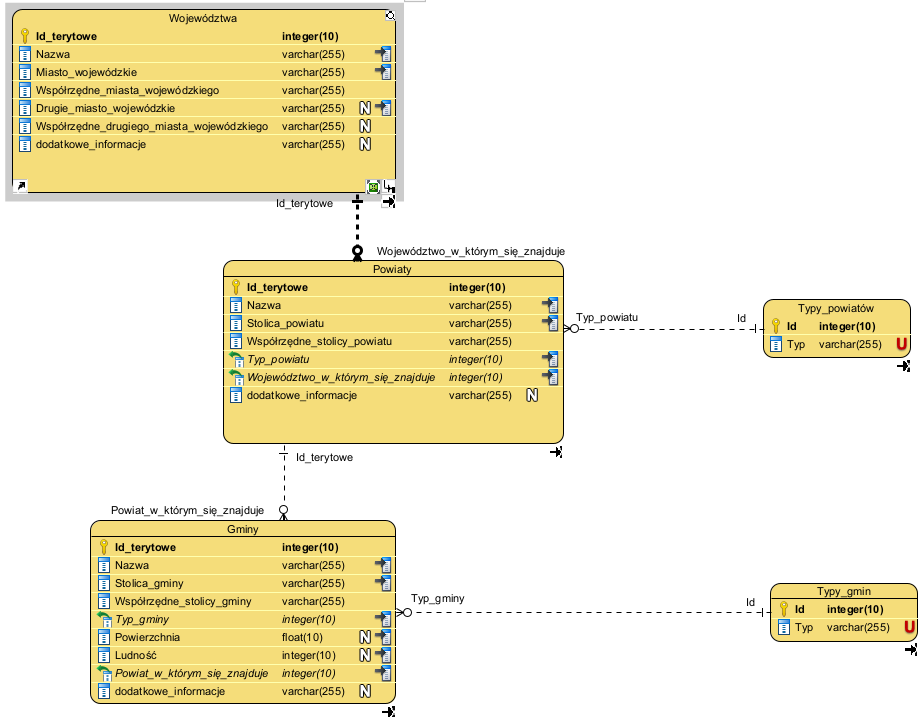 Województwa
Id_terytowe integer(10)
Nazwa varchar(255)
Miasto_wojewódzkie varchar(255)
Współrzędne_miasta_wojewódzkiego varchar(255)
Drugie_miasto_wojewódzkie varchar(255) N
Współrzędne_drugiego_miasta_wojewódzkiego varchar(255) N
dodatkowe_informacje varchar(255) N
Id_terytowe
Województwo_w_którym_się_znajduje
Powiaty
Id_terytowe integer(10)
Nazwa varchar(255)
Stolica_powiatu varchar(255)
Współrzędne_stolicy_powiatu varchar(255)
Typ_powiatu integer(10)
Województwo_w_którym_się_znajduje integer(10)
dodatkowe_informacje varchar(255) N
Typ_powiatu Id
Typy_powiatów
Id integer(10)
Typ varchar(255) U
Id_terytowe
Powiat_w_którym_się_znajduje
Gminy
Id_terytowe integer(10)
Nazwa varchar(255)
Stolica_gminy varchar(255)
Współrzędne_stolicy_gminy varchar(255)
Typ_gminy integer(10)
Powierzchnia float(10) N
Ludność integer(10) N
Powiat_w_którym_się_znajduje integer(10)
dodatkowe_informacje varchar(255) N
Typ_gminy Id
Typy_gmin
Id integer(10)
Typ varchar(255) U